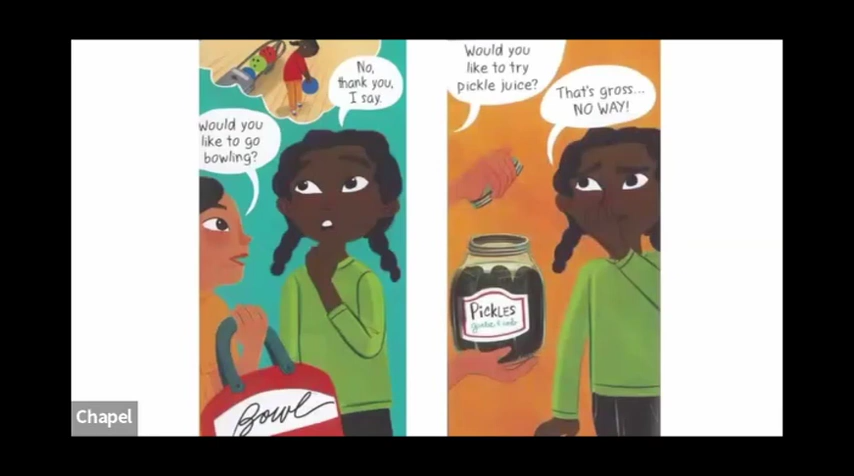 No,
thank you,
I say.
Would you
like to go
bowling?
Bowl
Would you
like to try
pickle juice?
That's gross...
NO WAY!
PickLES
Chapel